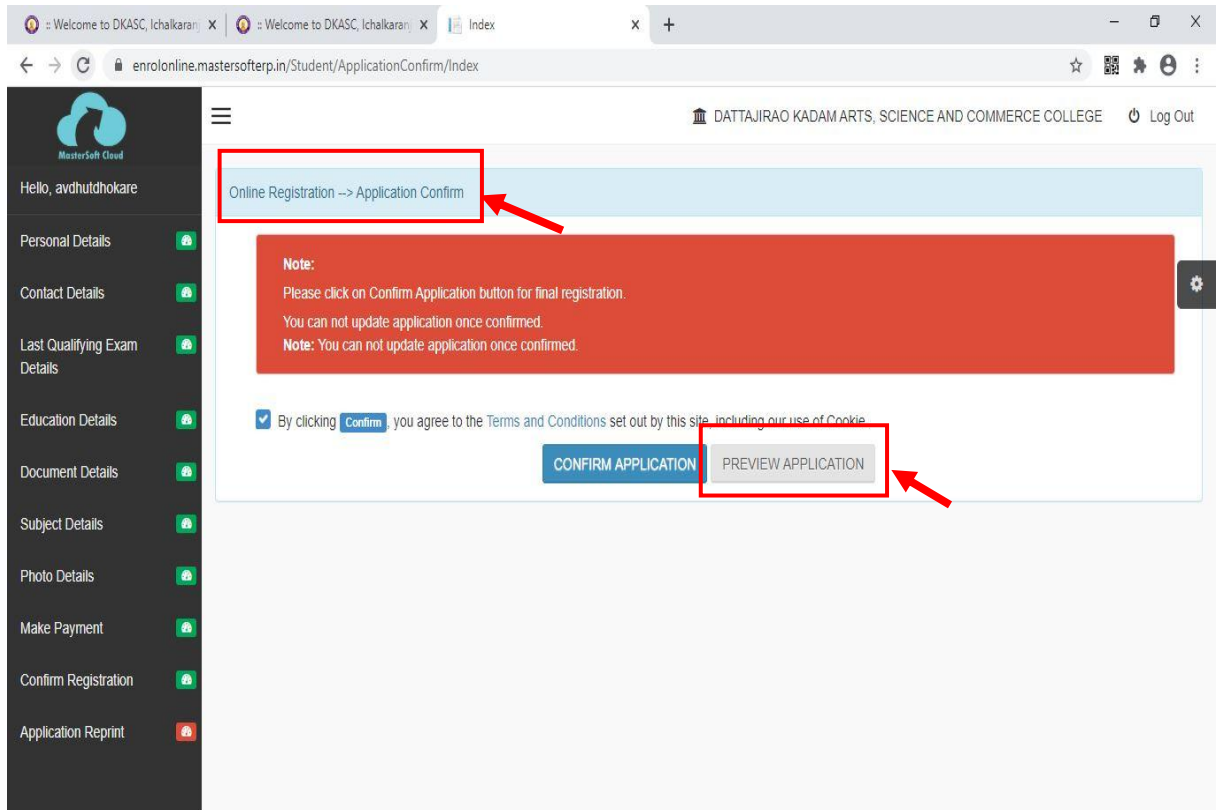 :: Welcome to DKASC, Ichalkaranj
:: Welcome to DKASC, Ichalkaranj
Index
enrolonline.mastersofterp.in/Student/ApplicationConfirm/Index
MasterSoft Cloud
DATTAJIRAO KADAM ARTS, SCIENCE AND COMMERCE COLLEGE
Log Out
Hello, avdhutdhokare
Personal Details
Contact Details
Last Qualifying Exam
Details
Education Details
Document Details
Subject Details
Photo Details
Make Payment
Confirm Registration
Application Reprint
Online Registration --> Application Confirm
Note:
Please click on Confirm Application button for final registration.
You can not update application once confirmed.
Note: You can not update application once confirmed.
By clicking Confirm, you agree to the Terms and Conditions set out by this site, including our use of Cookie
CONFIRM APPLICATION
PREVIEW APPLICATION